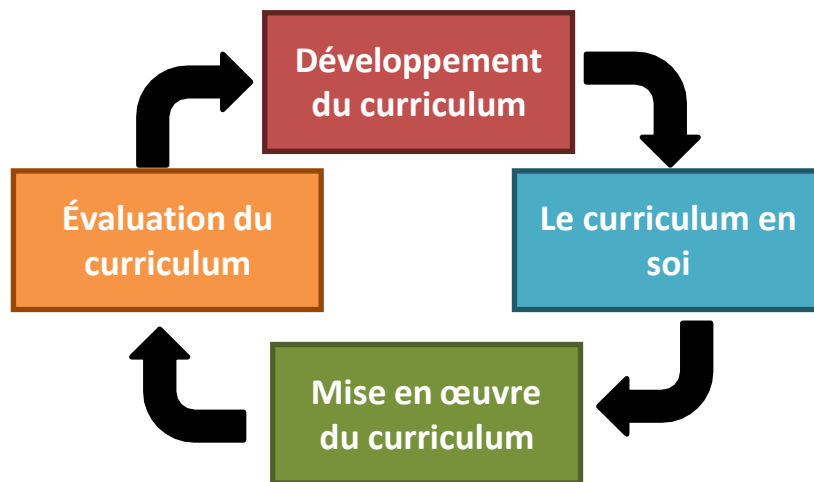 Développement
du curriculum
Le curriculum en
soi
Mise en œuvre
du curriculum
Évaluation du
curriculum